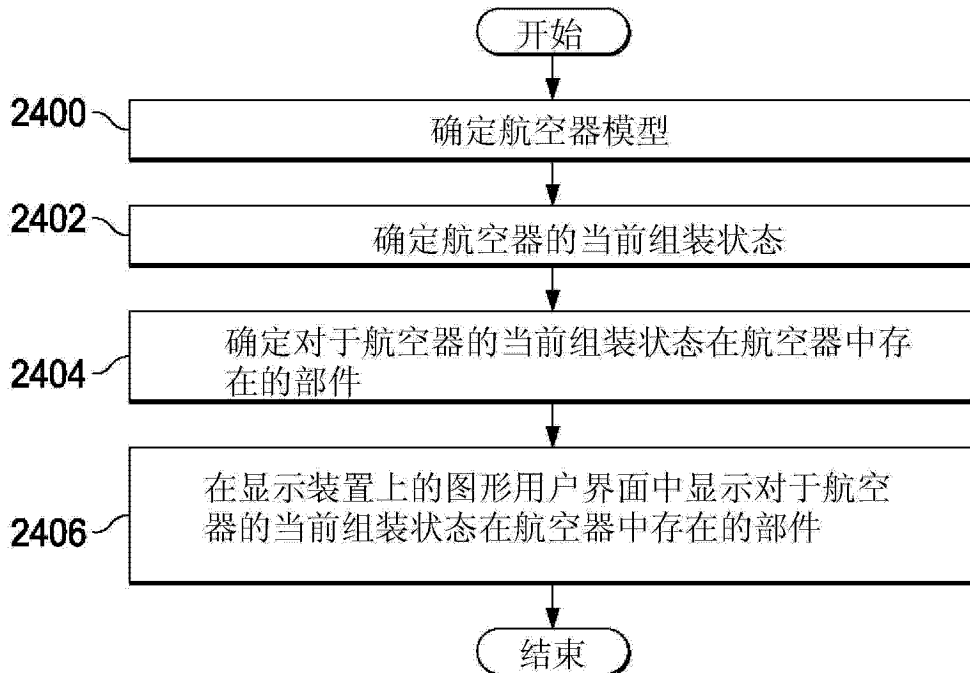 开始
2400
确定航空器模型
2402
确定航空器的当前组装状态
2404
确定对于航空器的当前组装状态在航空器中存
在的部件
2406
在显示装置上的图形用户界面中显示对于航空
器的当前组装状态在航空器中存在的部件
结束